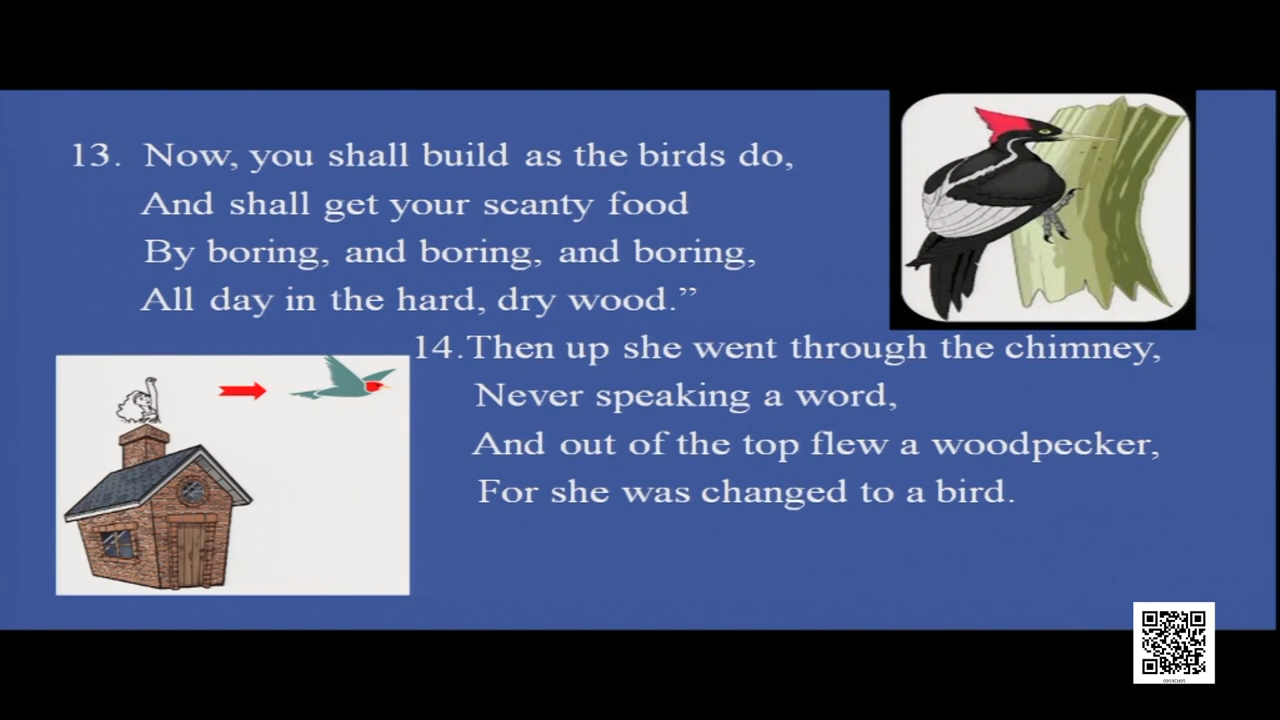 13. Now, you shall build as the birds do,
And shall get your scanty food
By boring, and boring, and boring,
All day in the hard, dry wood.”
14.Then up she went through the chimney,
Never speaking a word,
And out of the top flew a woodpecker,
For she was changed to a bird.